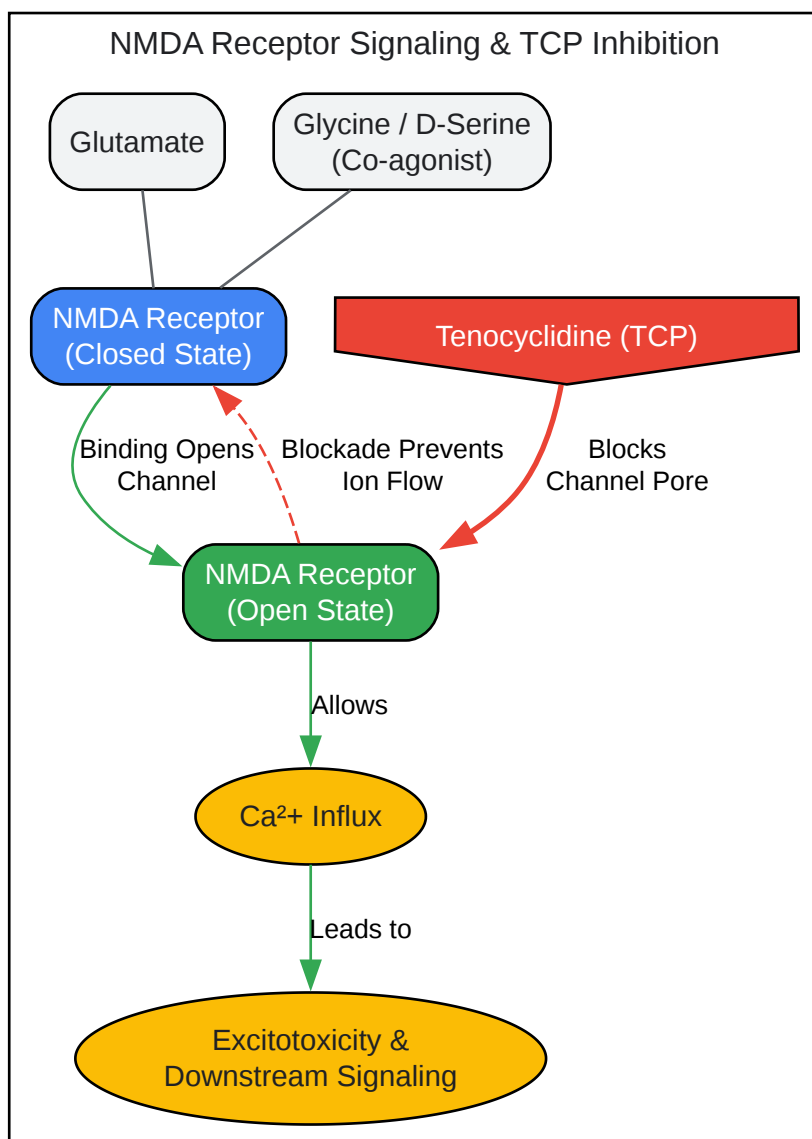 NMDA Receptor Signaling & TCP Inhibition
Glutamate
Glycine / D-Serine
(Co-agonist)
NMDA Receptor
(Closed State)
Tenocyclidine (TCP)
Binding Opens
Channel
Blockade Prevents
Ion Flow
Blocks
Channel Pore
NMDA Receptor
(Open State)
Allows
Ca²+ Influx
Leads to
Excitotoxicity &
Downstream Signaling